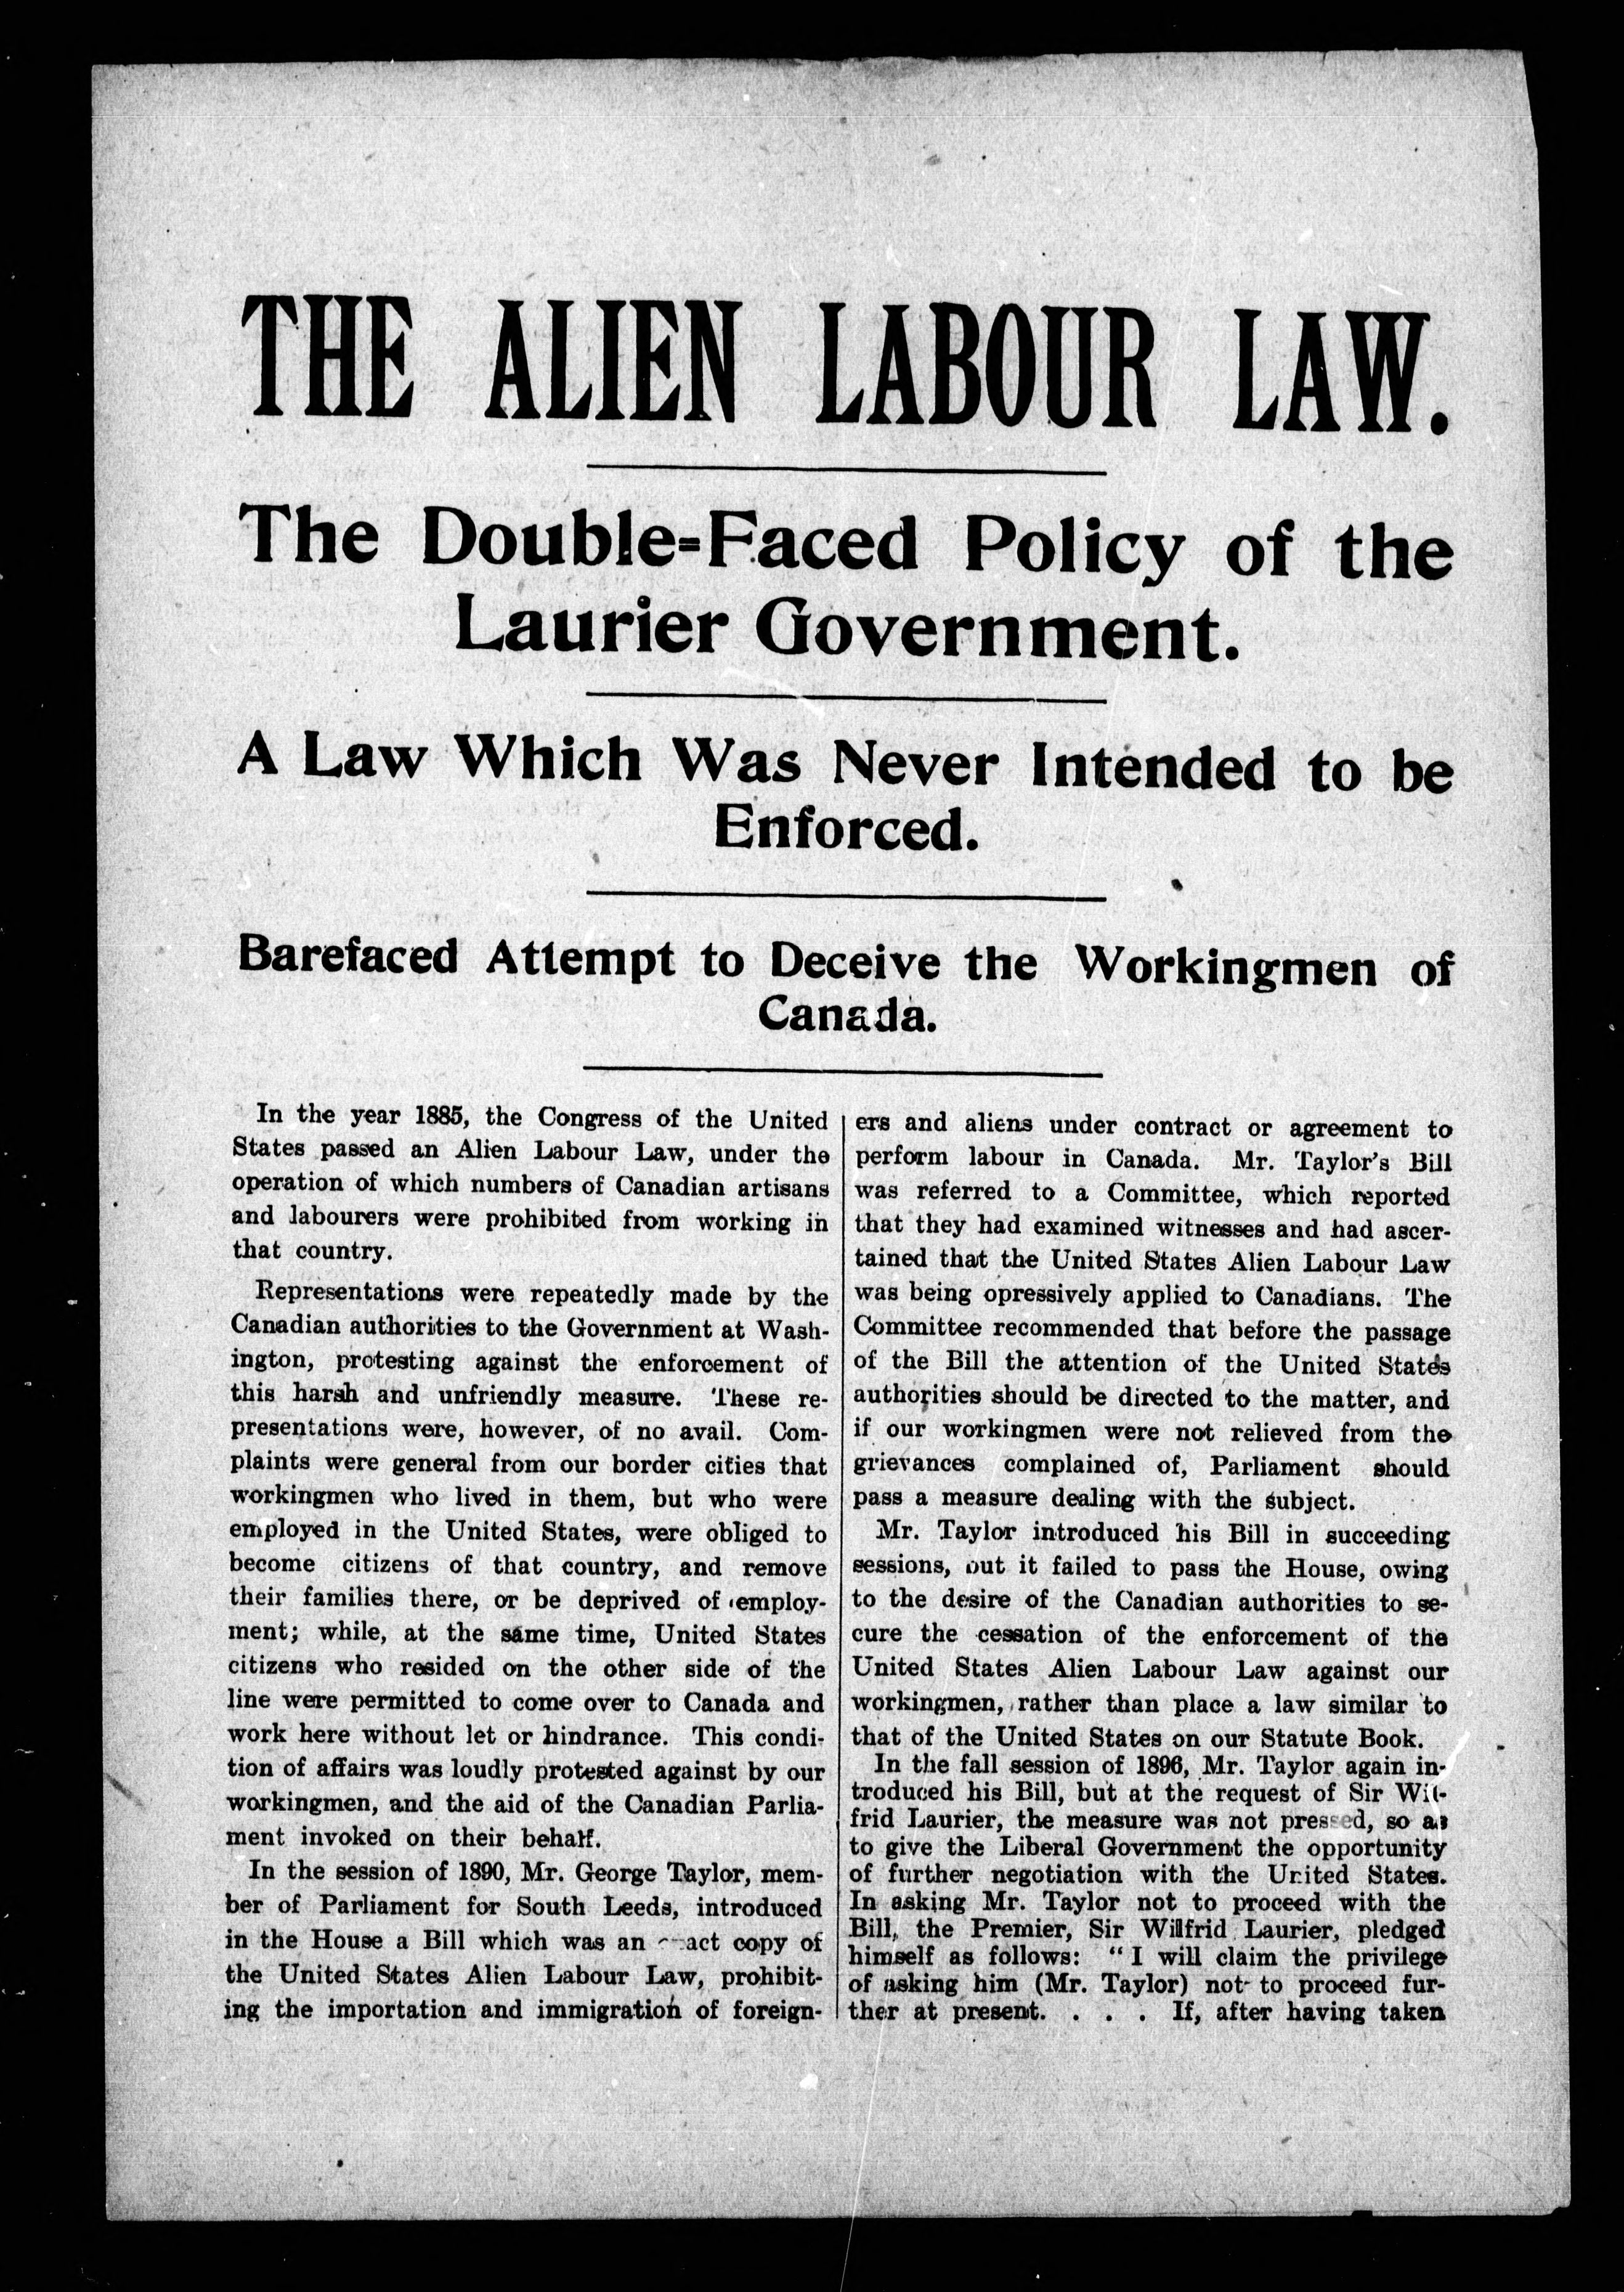 THE ALIEN LABOUR LAW.
The Double-Faced Policy of the
Laurier Government.
A Law Which Was Never Intended to be
Enforced.
Barefaced Attempt to Deceive the Workingmen of
Canada.
In the year 1885, the Congress of the United
States passed an Alien Labour Law, under the
operation of which numbers of Canadian artisans
and labourers were prohibited from working in
that country.
Representations were repeatedly made by the
Canadian authorities to the Government at Wash-
ington, protesting against the enforcement of
this harsh and unfriendly measure. These re-
presentations were, however, of no avail. Com-
plaints were general from our border cities that
workingmen who lived in them, but who were
employed in the United States, were obliged to
become citizens of that country, and remove
their families there, or be deprived of employ-
ment; while, at the same time, United States
citizens who resided on the other side of the
line were permitted to come over to Canada and
work here without let or hindrance. This condi-
tion of affairs was loudly protested against by our
workingmen, and the aid of the Canadian Parlia-
ment invoked on their behalf.
In the session of 1890, Mr. George Taylor, mem-
ber of Parliament for South Leeds, introduced
in the House a Bill which was an act copy of
the United States Alien Labour Law, prohibit-
ing the importation and immigration of foreign-
ers and aliens under contract or agreement to
perform labour in Canada. Mr. Taylor's Bill
was referred to a Committee, which reported
that they had examined witnesses and had ascer-
tained that the United States Alien Labour Law
was being opressively applied to Canadians. The
Committee recommended that before the passage
of the Bill the attention of the United States
authorities should be directed to the matter, and
if our workingmen were not relieved from the
grievances complained of, Parliament should
pass a measure dealing with the subject.
Mr. Taylor introduced his Bill in succeeding
sessions, out it failed to pass the House, owing
to the desire of the Canadian authorities to se-
cure the cessation of the enforcement of the
United States Alien Labour Law against our
workingmen, rather than place a law similar to
that of the United States on our Statute Book.
In the fall session of 1896, Mr. Taylor again in-
troduced his Bill, but at the request of Sir Wil-
frid Laurier, the measure was not pressed, so as
to give the Liberal Government the opportunity
of further negotiation with the United States.
In asking Mr. Taylor not to proceed with the
Bill, the Premier, Sir Wilfrid Laurier, pledged
himself as follows: "I will claim the privilege
of asking him (Mr. Taylor) not to proceed fur-
ther at present. . . . If, after having taken